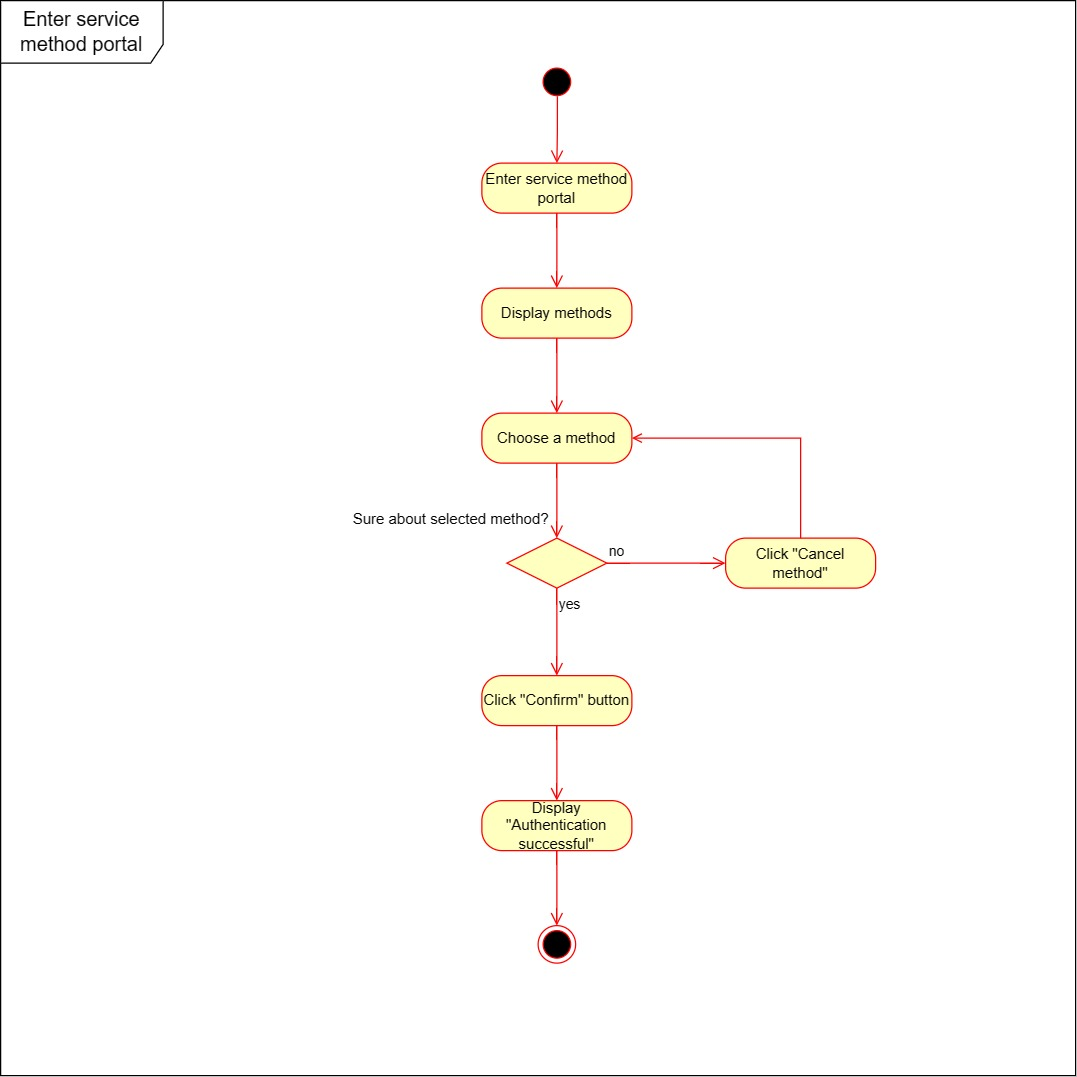 Enter service
method portal
Enter service method
portal
Display methods
Choose a method
Sure about selected method?
no
Click "Cancel
method"
yes
Click "Confirm" button
Display
"Authentication
successful"